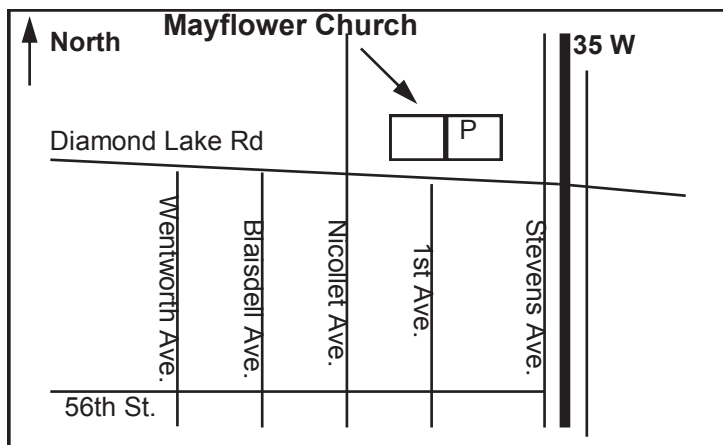 Mayflower Church
North
35 W
P
Diamond Lake Rd
Wentworth Ave.
Blaisdell Ave.
Nicollet Ave.
1st Ave.
Stevens Ave.
56th St.